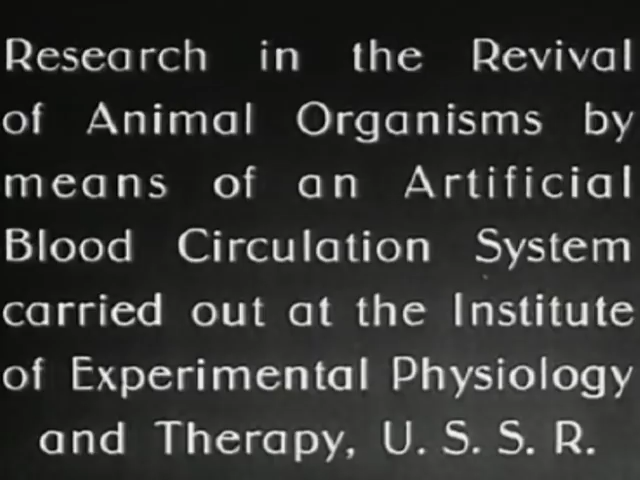 Research in the Revival
of Animal Organisms by
means of an Artificial
Blood Circulation System
carried out at the Institute
of Experimental Physiology
and Therapy, U. S. S. R.